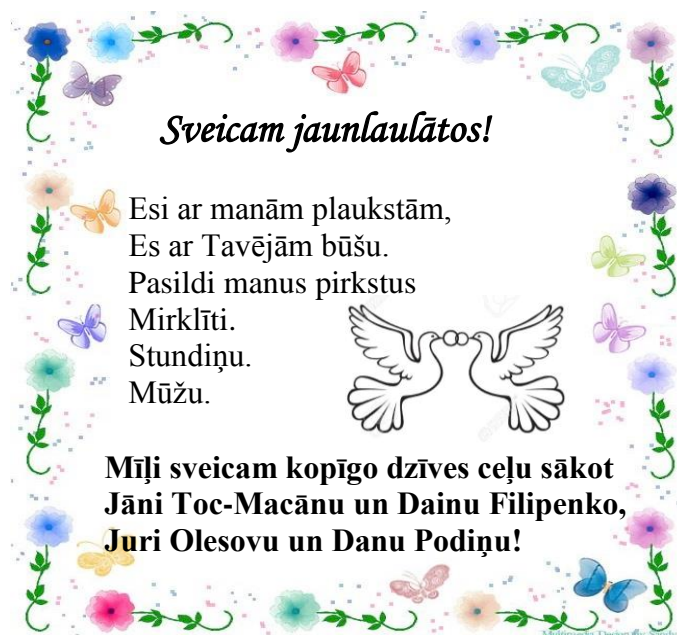 Sveicam jaunlaulātos!
Esi ar manām plaukstām,
Es ar Tavējām būšu.
Pasildi manus pirkstus
Mirklīti.
Stundiņu.
Mūžu.
Mīļi sveicam kopīgo dzīves ceļu sākot
Jāni Toc-Macānu un Dainu Filipenko,
Juri Olesovu un Danu Podiņu!